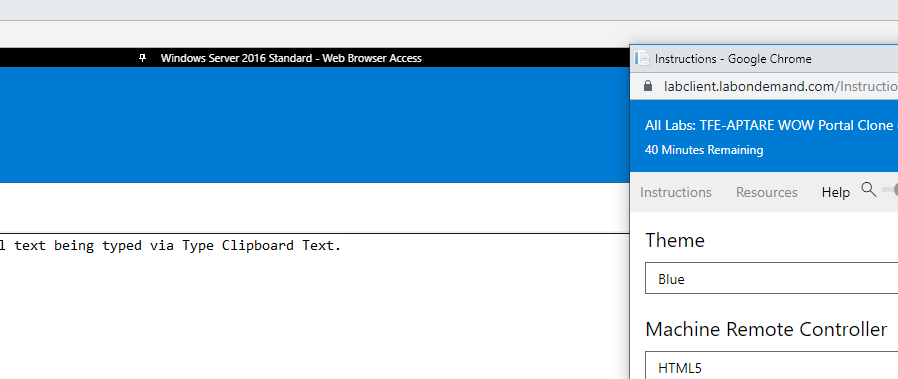 Windows Server 2016 Standard - Web Browser Access
text being typed via Type Clipboard Text.
Instructions - Google Chrome
labclient.labondemand.com/Instructio
All Labs: TFE-APTARE WOW Portal Clone
40 Minutes Remaining
Instructions Resources Help
Theme
Blue
Machine Remote Controller
HTML5